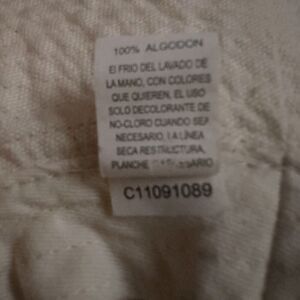 100% ALGODON
El FRIO DEL LAVADO DE
LA MANO, CON COLORES
QUE QUIEREN, EL USO
SOLO DECOLORANTE DE
NO-CLORO CUANDO SEA
NECESARIO, LA LÍNEA
SECA RESTRUCTURA,
PLANCHE
C11091089